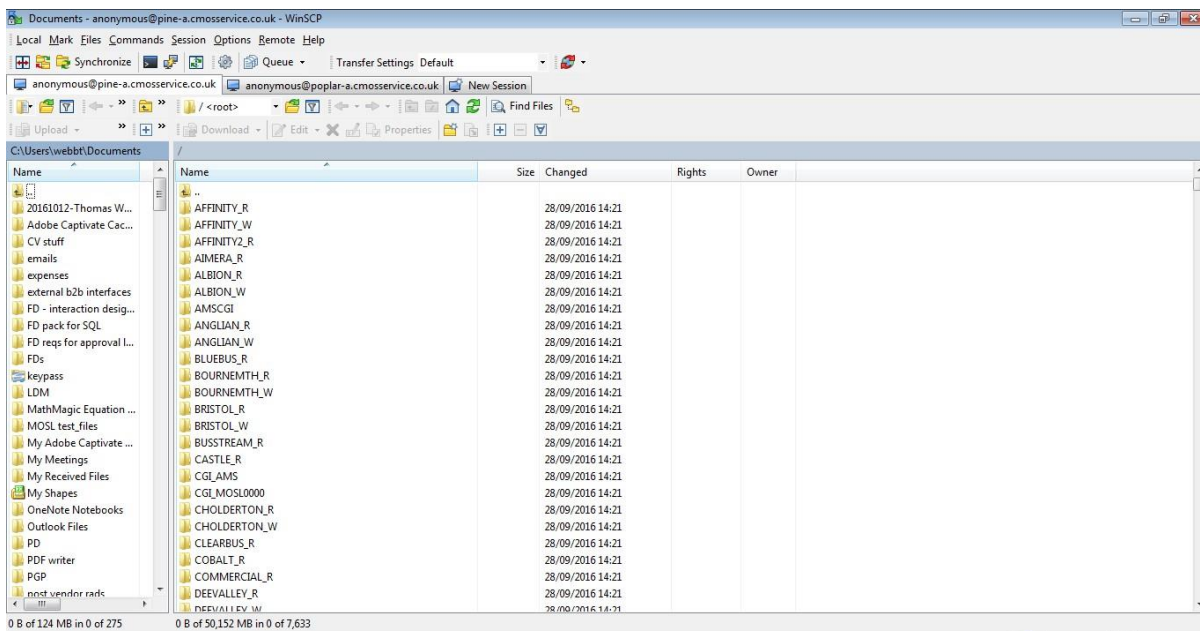 Documents - anonymous@pine-a.cmosservice.co.uk - WinSCP
Local Mark Files Commands Session Options Remote Help
Synchronize Queue Transfer Settings Default
anonymous@pine-a.cmosservice.co.uk anonymous@poplar-a.cmosservice.co.uk New Session
/ <root> Find Files
Upload Download Edit Properties
C:\Users\webbt\Documents /
Name Name Size Changed Rights Owner
.. ..
20161012-Thomas W... AFFINITY_R 28/09/2016 14:21
Adobe Captivate Cac... AFFINITY_W 28/09/2016 14:21
CV stuff AFFINITY2_R 28/09/2016 14:21
emails AIMERA_R 28/09/2016 14:21
expenses ALBION_R 28/09/2016 14:21
external b2b interfaces ALBION_W 28/09/2016 14:21
FD - interaction desig... AMSCGI 28/09/2016 14:21
FD pack for SQL ANGLIAN_R 28/09/2016 14:21
FD reqs for approval l... ANGLIAN_W 28/09/2016 14:21
FDs BLUEBUS_R 28/09/2016 14:21
keypass BOURNEMTH_R 28/09/2016 14:21
LDM BOURNEMTH_W 28/09/2016 14:21
MathMagic Equation ... BRISTOL_R 28/09/2016 14:21
MOSL test_files BRISTOL_W 28/09/2016 14:21
My Adobe Captivate ... BUSSTREAM_R 28/09/2016 14:21
My Meetings CASTLE_R 28/09/2016 14:21
My Received Files CGI_AMS 28/09/2016 14:21
My Shapes CGI_MOSL0000 28/09/2016 14:21
OneNote Notebooks CHOLDERTON_R 28/09/2016 14:21
Outlook Files CHOLDERTON_W 28/09/2016 14:21
PD CLEARBUS_R 28/09/2016 14:21
PDF writer COBALT_R 28/09/2016 14:21
PGP COMMERCIAL_R 28/09/2016 14:21
post vendor rads DEEVALLEY_R 28/09/2016 14:21
DEEVALLEY_W 28/09/2016 14:21
0 B of 124 MB in 0 of 275 0 B of 50,152 MB in 0 of 7,633